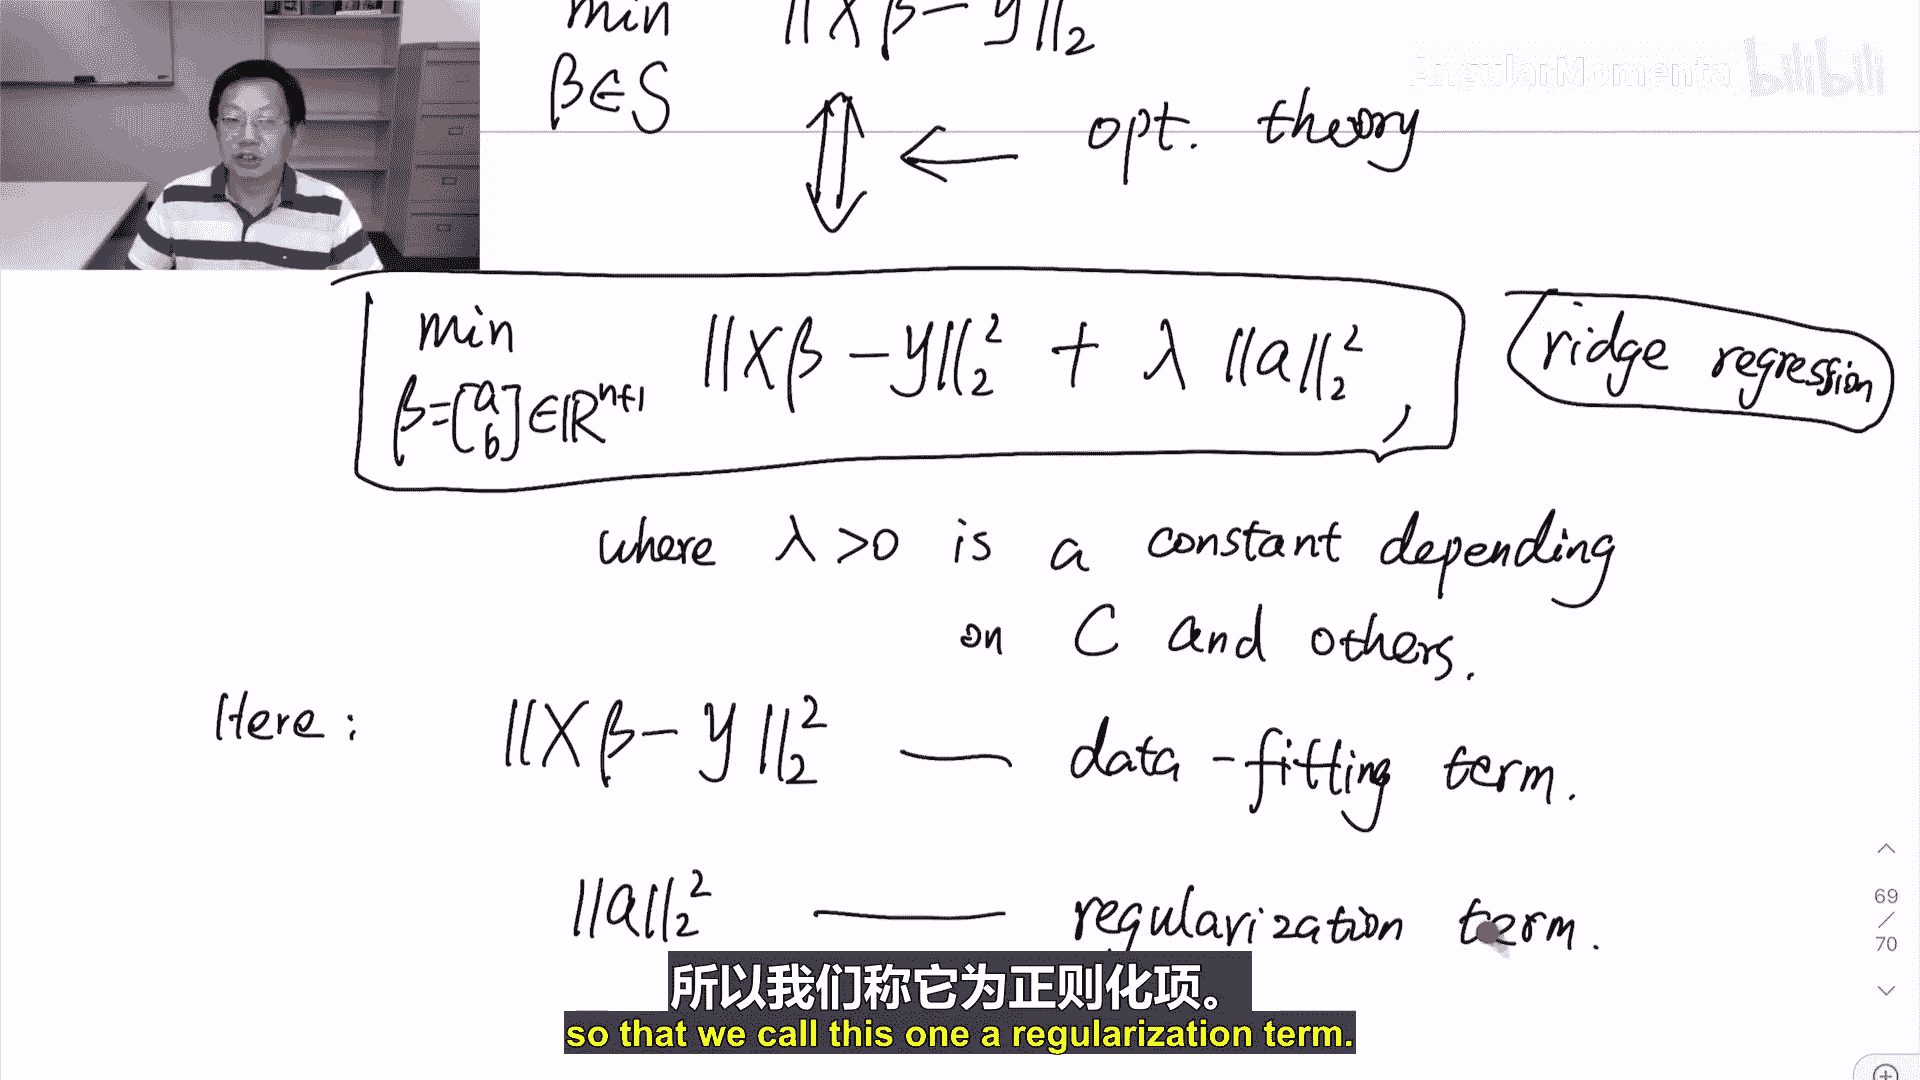 min ‖Xβ-y‖₂
β∈S
AngularMomenta bilibili
opt. theory
min ‖Xβ-y‖₂² + λ‖a‖₂²,
β=[a b]∈ℝⁿ⁺¹
ridge regression
where λ>0 is a constant depending
on C and others.
Here: ‖Xβ-y‖₂² — data-fitting term.
‖a‖₂² — regularization term.
69
/
70
所以我们称它为正则化项。
so that we call this one a regularization term.